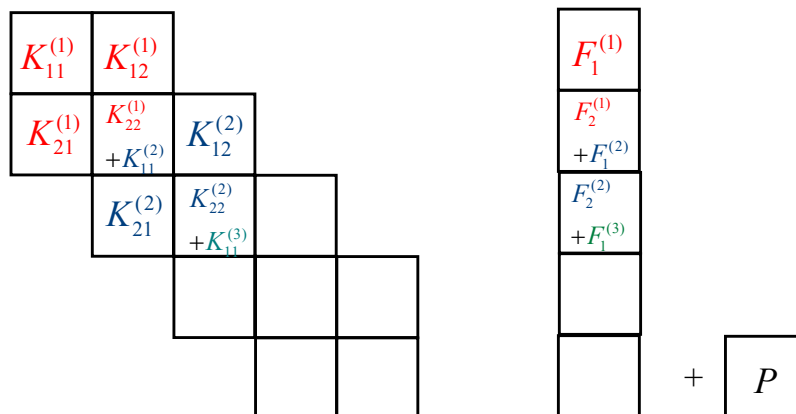 K_{11}^{(1)} K_{12}^{(1)} F_1^{(1)}
K_{21}^{(1)} K_{22}^{(1)} +K_{11}^{(2)} K_{12}^{(2)} F_2^{(1)} +F_1^{(2)}
K_{21}^{(2)} K_{22}^{(2)} +K_{11}^{(3)} F_2^{(2)} +F_1^{(3)}
+ P